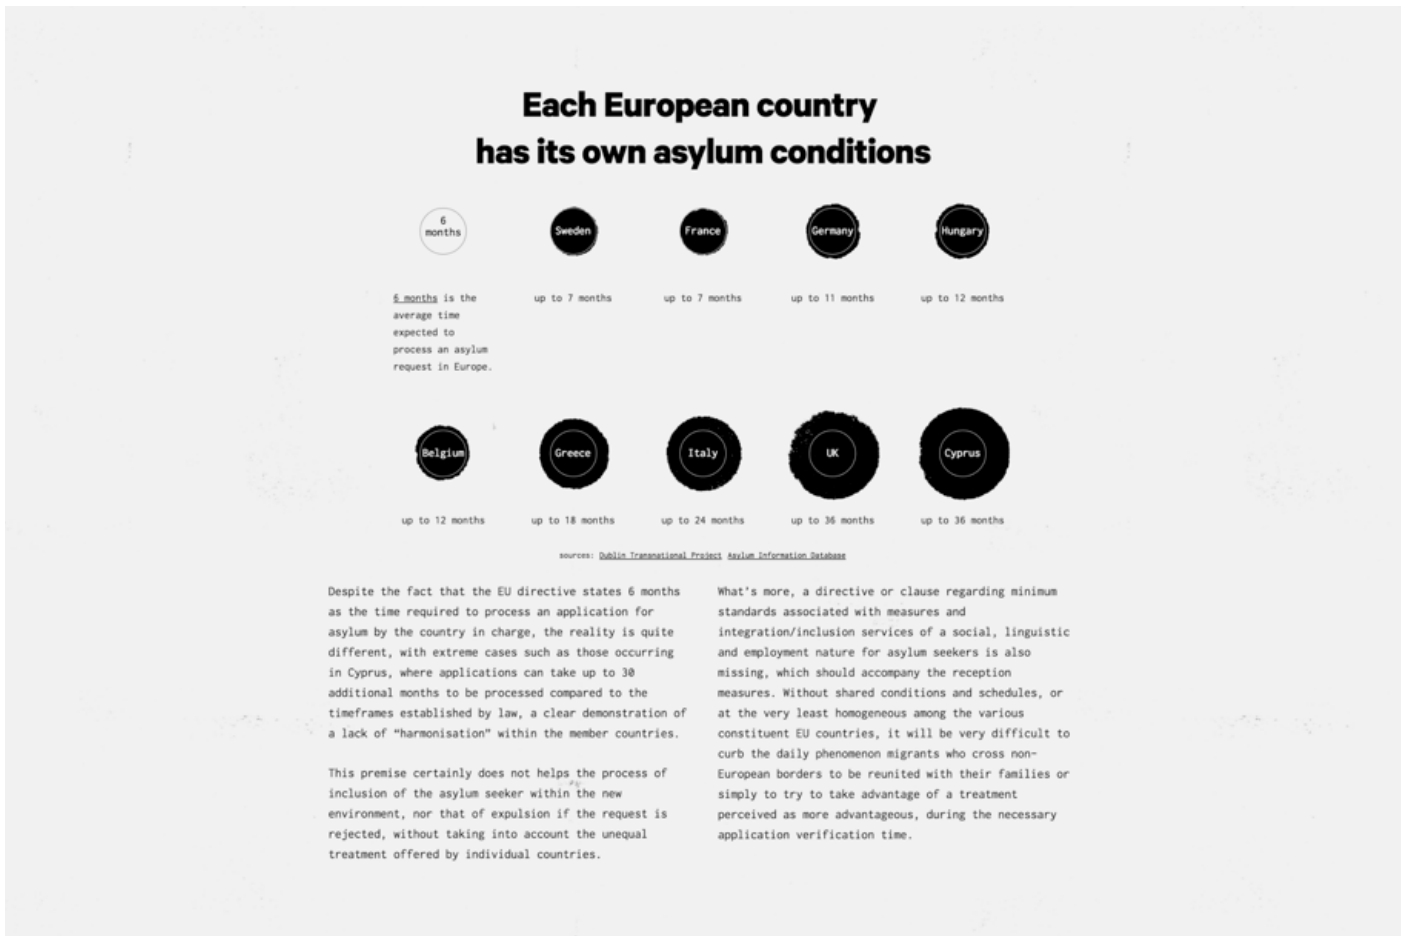 Each European country
has its own asylum conditions
6
months
Sweden
France
Germany
Hungary
6 months is the
average time
expected to
process an asylum
request in Europe.
up to 7 months
up to 7 months
up to 11 months
up to 12 months
Belgium
Greece
Italy
UK
Cyprus
up to 12 months
up to 18 months
up to 24 months
up to 36 months
up to 36 months
sources: Dublin Transnational Project Asylum Information Database
Despite the fact that the EU directive states 6 months
as the time required to process an application for
asylum by the country in charge, the reality is quite
different, with extreme cases such as those occurring
in Cyprus, where applications can take up to 30
additional months to be processed compared to the
timeframes established by law, a clear demonstration of
a lack of “harmonisation” within the member countries.
This premise certainly does not helps the process of
inclusion of the asylum seeker within the new
environment, nor that of expulsion if the request is
rejected, without taking into account the unequal
treatment offered by individual countries.
What's more, a directive or clause regarding minimum
standards associated with measures and
integration/inclusion services of a social, linguistic
and employment nature for asylum seekers is also
missing, which should accompany the reception
measures. Without shared conditions and schedules, or
at the very least homogeneous among the various
constituent EU countries, it will be very difficult to
curb the daily phenomenon migrants who cross non-
European borders to be reunited with their families or
simply to try to take advantage of a treatment
perceived as more advantageous, during the necessary
application verification time.